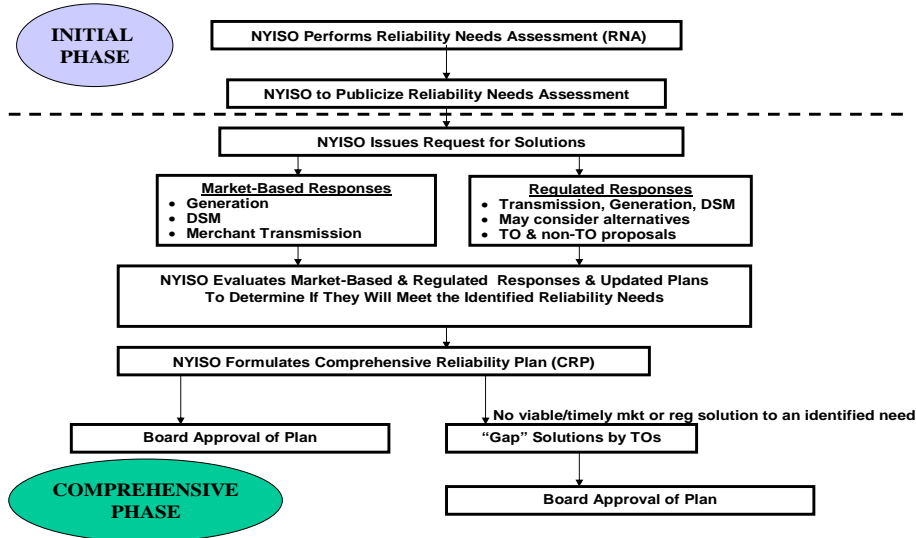 INITIAL
PHASE
NYISO Performs Reliability Needs Assessment (RNA)
NYISO to Publicize Reliability Needs Assessment
NYISO Issues Request for Solutions
Market-Based Responses
• Generation
• DSM
• Merchant Transmission
Regulated Responses
• Transmission, Generation, DSM
• May consider alternatives
• TO & non-TO proposals
NYISO Evaluates Market-Based & Regulated Responses & Updated Plans
To Determine If They Will Meet the Identified Reliability Needs
NYISO Formulates Comprehensive Reliability Plan (CRP)
No viable/timely mkt or reg solution to an identified need
Board Approval of Plan
“Gap” Solutions by TOs
COMPREHENSIVE
PHASE
Board Approval of Plan